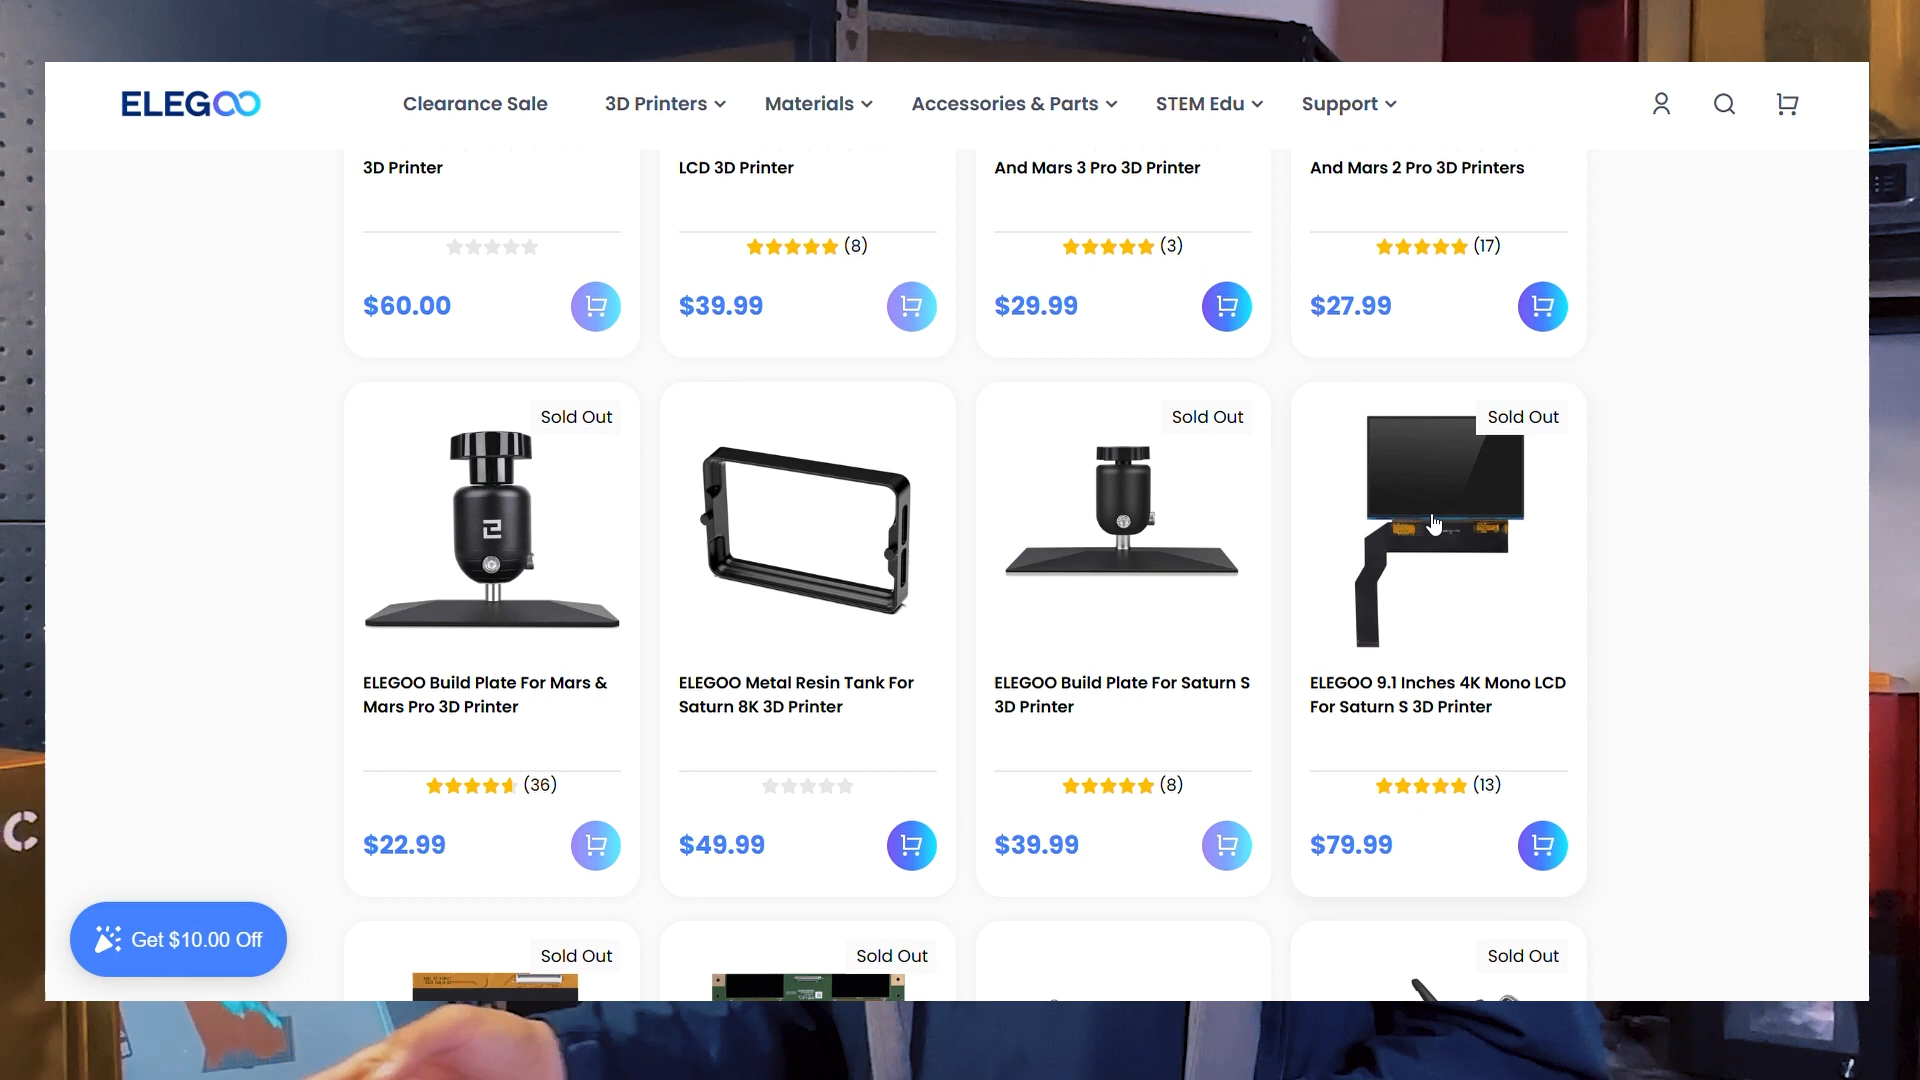 ELEGOO
Clearance Sale
3D Printers
Materials
Accessories & Parts
STEM Edu
Support
3D Printer
LCD 3D Printer
And Mars 3 Pro 3D Printer
And Mars 2 Pro 3D Printers
(8)
(3)
(17)
$60.00
$39.99
$29.99
$27.99
Sold Out
Sold Out
Sold Out
ELEGOO Build Plate For Mars &
Mars Pro 3D Printer
ELEGOO Metal Resin Tank For
Saturn 8K 3D Printer
ELEGOO Build Plate For Saturn S
3D Printer
ELEGOO 9.1 Inches 4K Mono LCD
For Saturn S 3D Printer
(36)
(8)
(13)
$22.99
$49.99
$39.99
$79.99
Get $10.00 Off
Sold Out
Sold Out
Sold Out
C